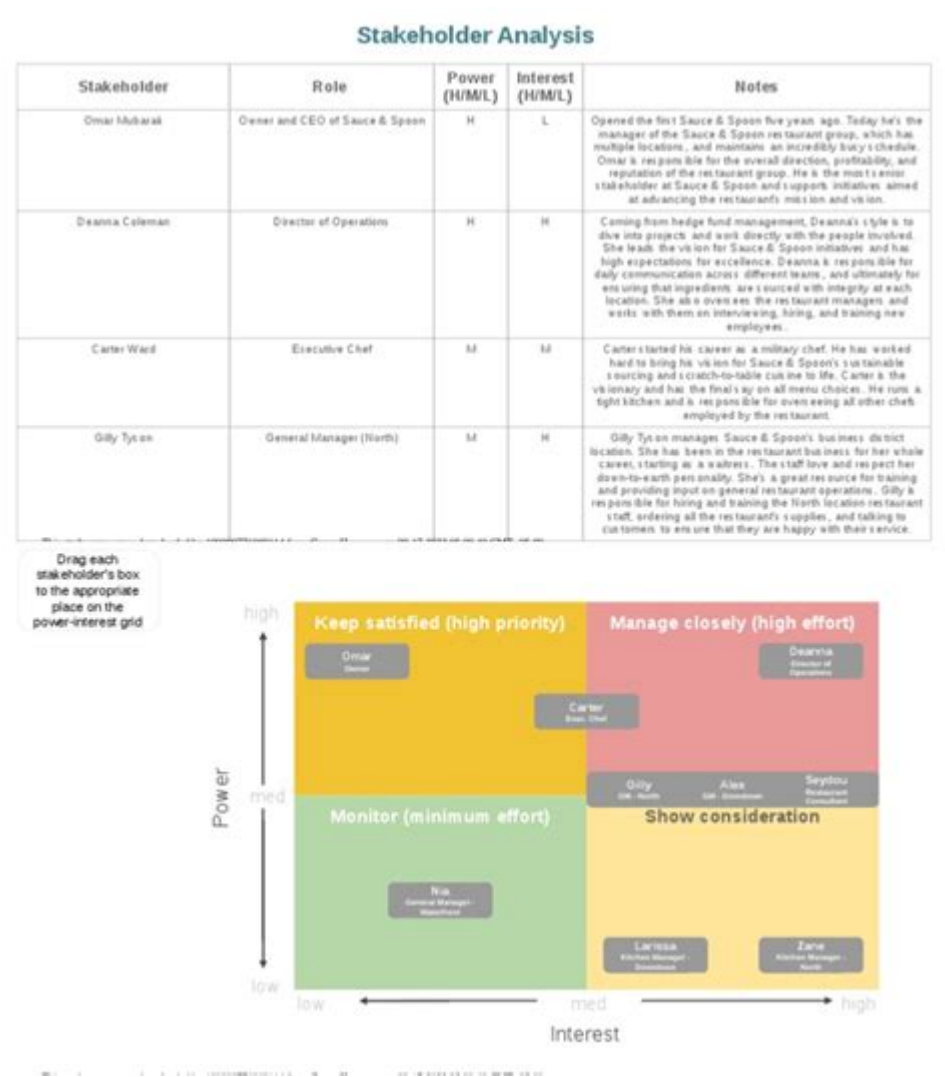 Stakeholder Analysis
Stakeholder
Role
Power
(H/M/L)
Interest
(H/M/L)
Notes
Omar Mubarak
Owner and CEO of Sauce & Spoon
H
L
Opened the first Sauce & Spoon five years ago. Today he's the
manager of the Sauce & Spoon restaurant group, which has
multiple locations, and maintains an incredibly busy schedule.
Omar is responsible for the overall direction, profitability, and
reputation of the restaurant group. He is the most senior
stakeholder at Sauce & Spoon and supports initiatives aimed
at advancing the restaurant's mission and vision.
Deanna Coleman
Director of Operations
H
H
Coming from hedge fund management, Deanna's style is to
dive into projects and work directly with the people involved.
She leads the vision for Sauce & Spoon initiatives and has
high expectations for excellence. Deanna is responsible for
daily communication across different teams, and ultimately for
ensuring that ingredients are sourced with integrity at each
location. She also oversees the restaurant managers and
works with them on interviewing, hiring, and training new
employees.
Carter Ward
Executive Chef
M
M
Carter started his career as a military chef. He has worked
hard to bring his vision for Sauce & Spoon's sustainable
sourcing and scratch-to-table cuisine to life. Carter is the
visionary and has the final say on all menu choices. He runs a
tight kitchen and is responsible for overseeing all other chefs
employed by the restaurant.
Gilly Tyson
General Manager (North)
M
H
Gilly Tyson manages Sauce & Spoon's business district
location. She has been in the restaurant business for her whole
career, starting as a waitress. The staff love and respect her
down-to-earth personality. She's a great resource for training
and providing input on general restaurant operations. Gilly is
responsible for hiring and training the North location restaurant
staff, ordering all the restaurant's supplies, and talking to
customers to ensure that they are happy with their service.
Drag each
stakeholder's box
to the appropriate
place on the
power-interest grid
high
Keep satisfied (high priority)
Manage closely (high effort)
Omar
Owner
Deanna
Director of
Operations
Carter
Exec. Chef
Power
med
Gilly
GM - North
Alex
GM - Downtown
Seydou
Restaurant
Consultant
Monitor (minimum effort)
Show consideration
Nia
General Manager -
Waterfront
Larissa
Kitchen Manager -
Downtown
Zane
Kitchen Manager -
North
low
low
med
high
Interest